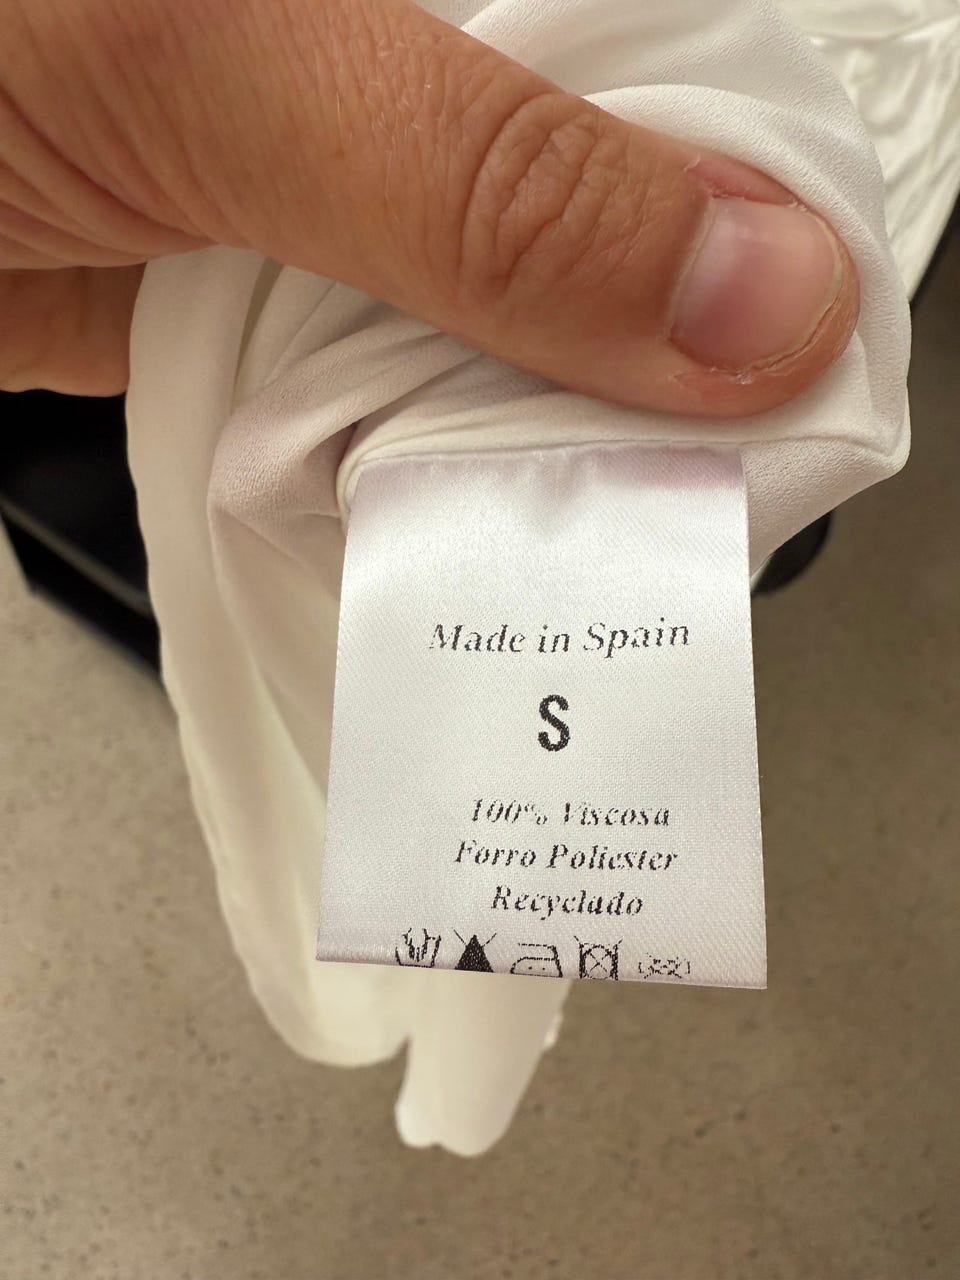 Made in Spain
S
100% Viscosa
Forro Poliester
Recyclado